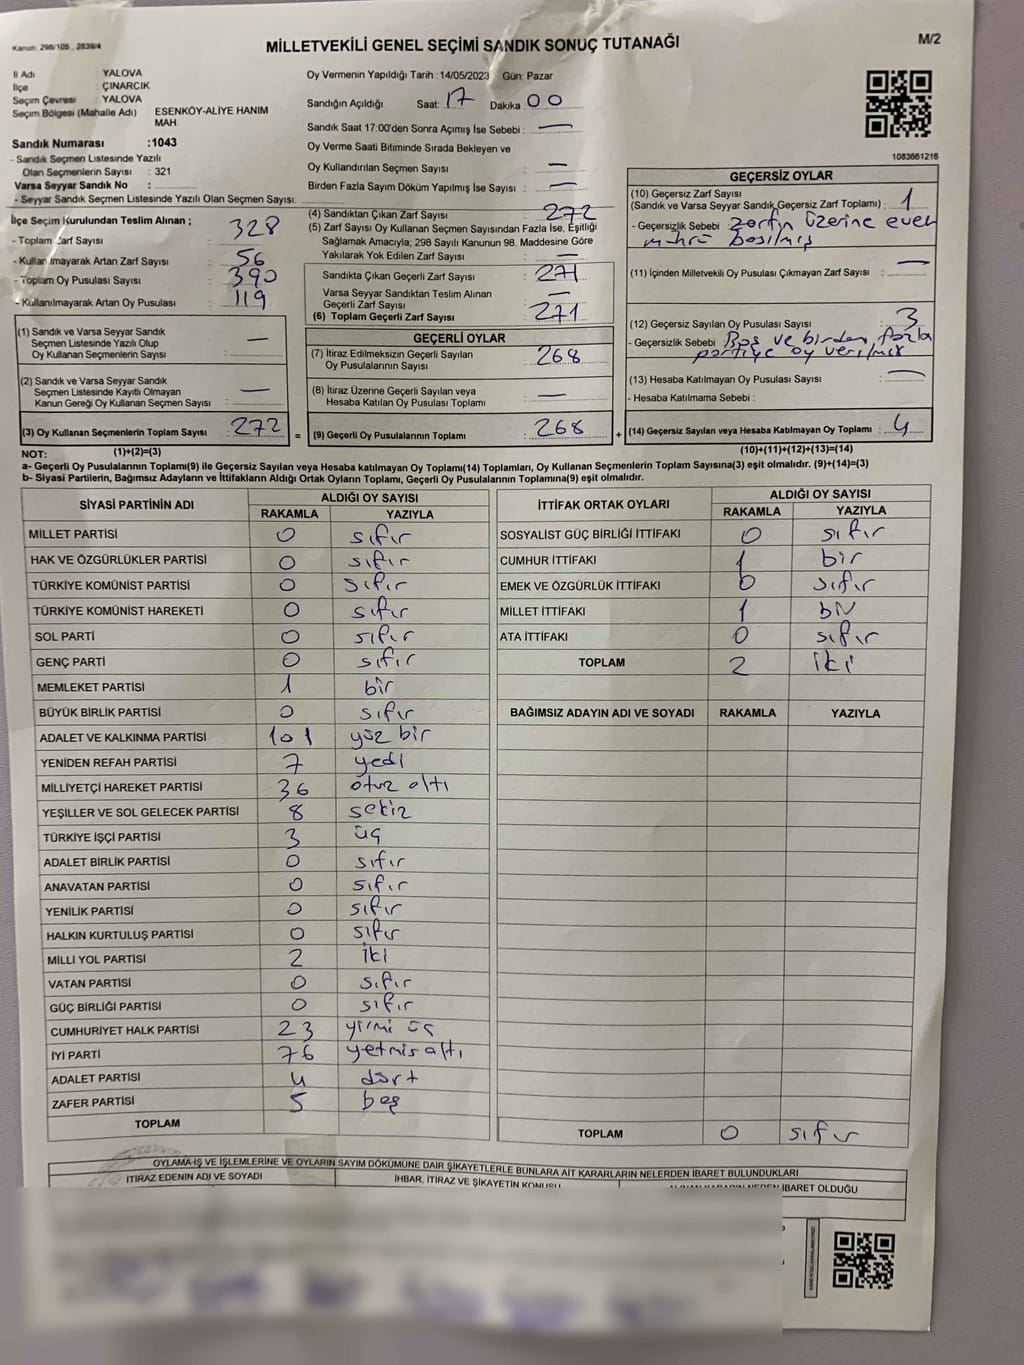 Kanun: 298/105 , 2839/4
MİLLETVEKİLİ GENEL SEÇİMİ SANDIK SONUÇ TUTANAĞI
M/2
İl Adı YALOVA
İlçe ÇINARCIK
Seçim Çevresi : YALOVA
Seçim Bölgesi (Mahalle Adı) ESENKÖY-ALİYE HANIM MAH.
Sandık Numarası :1043
- Sandık Seçmen Listesinde Yazılı
Olan Seçmenlerin Sayısı : 321
Varsa Seyyar Sandık No :
- Seyyar Sandık Seçmen Listesinde Yazılı Olan Seçmen Sayısı:
İlçe Seçim Kurulundan Teslim Alınan ;
- Toplam Zarf Sayısı : 328
- Kullanılmayarak Artan Zarf Sayısı : 56
- Toplam Oy Pusulası Sayısı : 390
- Kullanılmayarak Artan Oy Pusulası : 119
(1) Sandık ve Varsa Seyyar Sandık
Seçmen Listesinde Yazılı Olup
Oy Kullanan Seçmenlerin Sayısı : —
(2) Sandık ve Varsa Seyyar Sandık
Seçmen Listesinde Kayıtlı Olmayan
Kanun Gereği Oy Kullanan Seçmen Sayısı : —
(3) Oy Kullanan Seçmenlerin Toplam Sayısı : 272
Oy Vermenin Yapıldığı Tarih :14/05/2023 Gün: Pazar
Sandığın Açıldığı Saat: 17 Dakika 00
Sandık Saat 17:00'den Sonra Açımış İse Sebebi : —
Oy Verme Saati Bitiminde Sırada Bekleyen ve
Oy Kullandırılan Seçmen Sayısı : —
Birden Fazla Sayım Döküm Yapılmış İse Sayısı : —
(4) Sandıktan Çıkan Zarf Sayısı : 272
(5) Zarf Sayısı Oy Kullanan Seçmen Sayısından Fazla İse, Eşitliği
Sağlamak Amacıyla; 298 Sayılı Kanunun 98. Maddesine Göre
Yakılarak Yok Edilen Zarf Sayısı : —
Sandıkta Çıkan Geçerli Zarf Sayısı : 271
Varsa Seyyar Sandıktan Teslim Alınan
Geçerli Zarf Sayısı : —
(6) Toplam Geçerli Zarf Sayısı : 271
GEÇERLİ OYLAR
(7) İtiraz Edilmeksizin Geçerli Sayılan
Oy Pusulalarının Sayısı : 268
(8) İtiraz Üzerine Geçerli Sayılan veya
Hesaba Katılan Oy Pusulası Toplamı : —
= (9) Geçerli Oy Pusulalarının Toplamı : 268
1083661216
GEÇERSİZ OYLAR
(10) Geçersiz Zarf Sayısı
(Sandık ve Varsa Seyyar Sandık Geçersiz Zarf Toplamı) : 1
- Geçersizlik Sebebi zarfın üzerine evet
mührü basılmış
(11) İçinden Milletvekili Oy Pusulası Çıkmayan Zarf Sayısı : —
(12) Geçersiz Sayılan Oy Pusulası Sayısı : 3
- Geçersizlik Sebebi Boş ve birden fazla
partiye oy verilmiş
(13) Hesaba Katılmayan Oy Pusulası Sayısı : —
- Hesaba Katılmama Sebebi :
+ (14) Geçersiz Sayılan veya Hesaba Katılmayan Oy Toplamı : 4
NOT: (1)+(2)=(3) (10)+(11)+(12)+(13)=(14)
a- Geçerli Oy Pusulalarının Toplamı(9) ile Geçersiz Sayılan veya Hesaba katılmayan Oy Toplamı(14) Toplamları, Oy Kullanan Seçmenlerin Toplam Sayısına(3) eşit olmalıdır. (9)+(14)=(3)
b- Siyasi Partilerin, Bağımsız Adayların ve İttifakların Aldığı Ortak Oyların Toplamı, Geçerli Oy Pusulalarının Toplamına(9) eşit olmalıdır.
SİYASİ PARTİNİN ADI ALDIĞI OY SAYISI
RAKAMLA YAZIYLA
MİLLET PARTİSİ 0 sıfır
HAK VE ÖZGÜRLÜKLER PARTİSİ 0 sıfır
TÜRKİYE KOMÜNİST PARTİSİ 0 sıfır
TÜRKİYE KOMÜNİST HAREKETİ 0 sıfır
SOL PARTİ 0 sıfır
GENÇ PARTİ 0 sıfır
MEMLEKET PARTİSİ 1 bir
BÜYÜK BİRLİK PARTİSİ 0 sıfır
ADALET VE KALKINMA PARTİSİ 101 yüz bir
YENİDEN REFAH PARTİSİ 7 yedi
MİLLİYETÇİ HAREKET PARTİSİ 36 otuz altı
YEŞİLLER VE SOL GELECEK PARTİSİ 8 sekiz
TÜRKİYE İŞÇİ PARTİSİ 3 üç
ADALET BİRLİK PARTİSİ 0 sıfır
ANAVATAN PARTİSİ 0 sıfır
YENİLİK PARTİSİ 0 sıfır
HALKIN KURTULUŞ PARTİSİ 0 sıfır
MİLLİ YOL PARTİSİ 2 iki
VATAN PARTİSİ 0 sıfır
GÜÇ BİRLİĞİ PARTİSİ 0 sıfır
CUMHURİYET HALK PARTİSİ 23 yirmi üç
İYİ PARTİ 76 yetmiş altı
ADALET PARTİSİ 4 dört
ZAFER PARTİSİ 5 beş
TOPLAM
İTTİFAK ORTAK OYLARI ALDIĞI OY SAYISI
RAKAMLA YAZIYLA
SOSYALİST GÜÇ BİRLİĞİ İTTİFAKI 0 sıfır
CUMHUR İTTİFAKI 1 bir
EMEK VE ÖZGÜRLÜK İTTİFAKI 0 sıfır
MİLLET İTTİFAKI 1 bir
ATA İTTİFAKI 0 sıfır
TOPLAM 2 iki
BAĞIMSIZ ADAYIN ADI VE SOYADI RAKAMLA YAZIYLA
TOPLAM 0 sıfır
OYLAMA İŞ VE İŞLEMLERİNE VE OYLARIN SAYIM DÖKÜMÜNE DAİR ŞİKAYETLERLE BUNLARA AİT KARARLARIN NELERDEN İBARET BULUNDUKLARI
İTİRAZ EDENİN ADI VE SOYADI İHBAR, İTİRAZ VE ŞİKAYETİN KONUSU ALINAN KARARIN NEDEN İBARET OLDUĞU